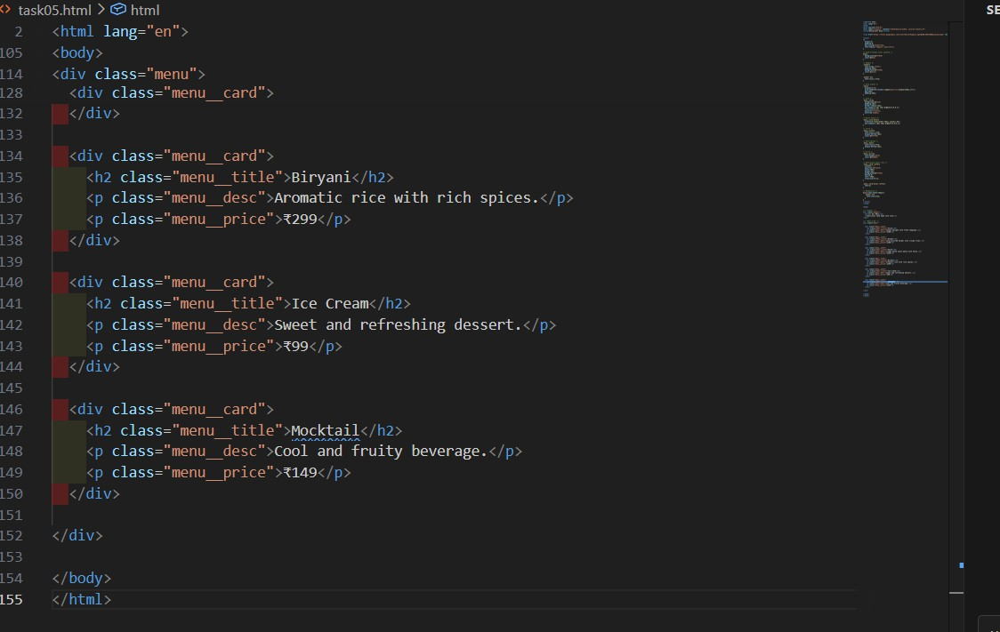 task05.html > html
2 <html lang="en">
105 <body>
114 <div class="menu">
128 <div class="menu__card">
132 </div>
133
134 <div class="menu__card">
135 <h2 class="menu__title">Biryani</h2>
136 <p class="menu__desc">Aromatic rice with rich spices.</p>
137 <p class="menu__price">₹299</p>
138 </div>
139
140 <div class="menu__card">
141 <h2 class="menu__title">Ice Cream</h2>
142 <p class="menu__desc">Sweet and refreshing dessert.</p>
143 <p class="menu__price">₹99</p>
144 </div>
145
146 <div class="menu__card">
147 <h2 class="menu__title">Mocktail</h2>
148 <p class="menu__desc">Cool and fruity beverage.</p>
149 <p class="menu__price">₹149</p>
150 </div>
151
152 </div>
153
154 </body>
155 </html>